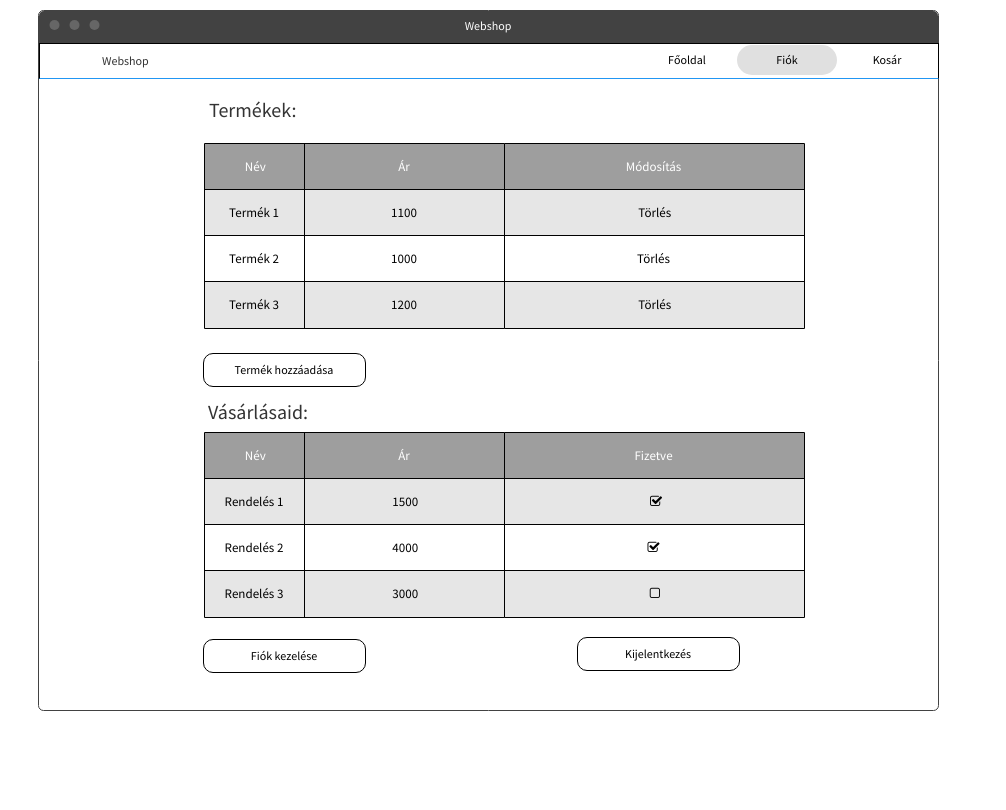 Webshop
Webshop Főoldal Fiók Kosár
Termékek:
Név Ár Módosítás
Termék 1 1100 Törlés
Termék 2 1000 Törlés
Termék 3 1200 Törlés
Termék hozzáadása
Vásárlásaid:
Név Ár Fizetve
Rendelés 1 1500
Rendelés 2 4000
Rendelés 3 3000
Fiók kezelése Kijelentkezés